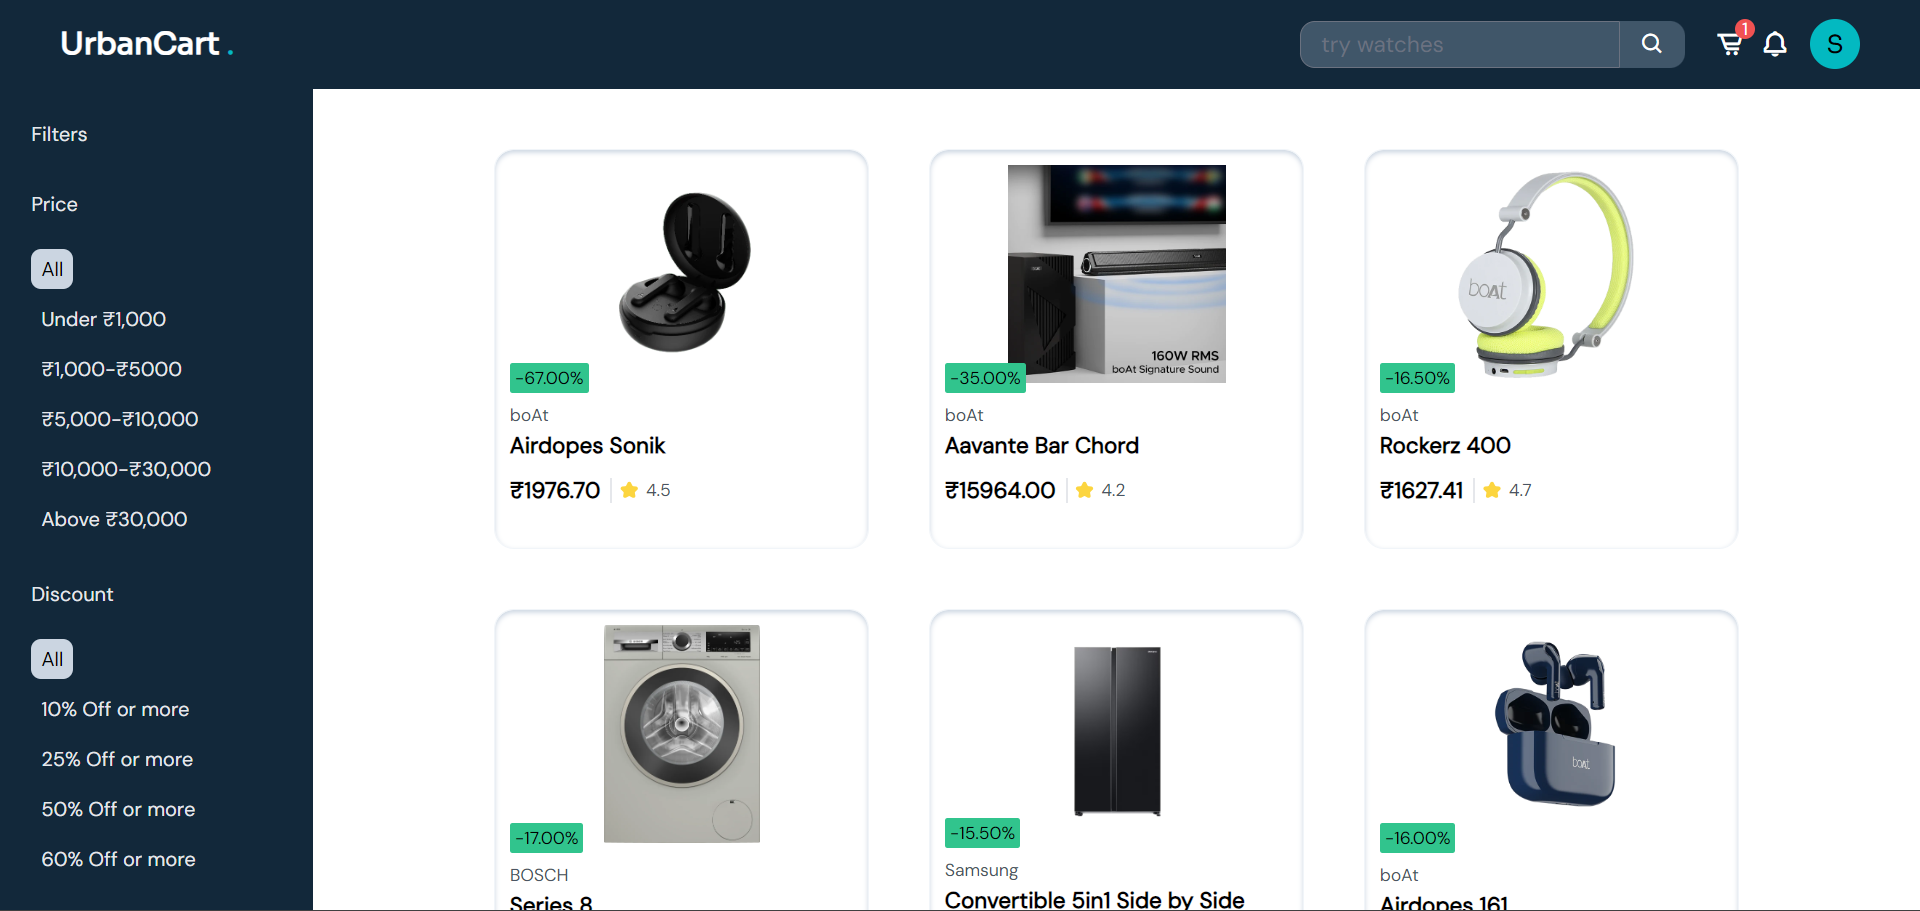 UrbanCart .
try watches
1
S
Filters
Price
All
Under ₹1,000
₹1,000-₹5000
₹5,000-₹10,000
₹10,000-₹30,000
Above ₹30,000
Discount
All
10% Off or more
25% Off or more
50% Off or more
60% Off or more
-67.00%
boAt
Airdopes Sonik
₹1976.70
4.5
160W RMS
boAt Signature Sound
-35.00%
boAt
Aavante Bar Chord
₹15964.00
4.2
boAt
-16.50%
boAt
Rockerz 400
₹1627.41
4.7
-17.00%
BOSCH
Series 8
-15.50%
Samsung
Convertible 5in1 Side by Side
boAt
-16.00%
boAt
Airdopes 161